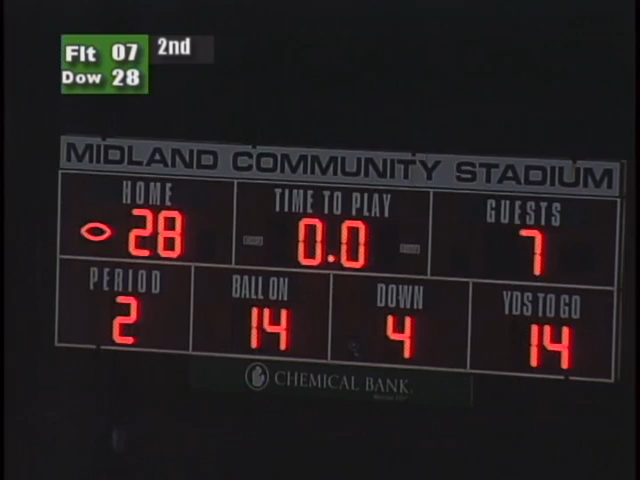 Flt 07 2nd
Dow 28
MIDLAND COMMUNITY STADIUM
HOME TIME TO PLAY GUESTS
28 0.0 7
PERIOD BALL ON DOWN YDS TO GO
2 14 4 14
CHEMICAL BANK